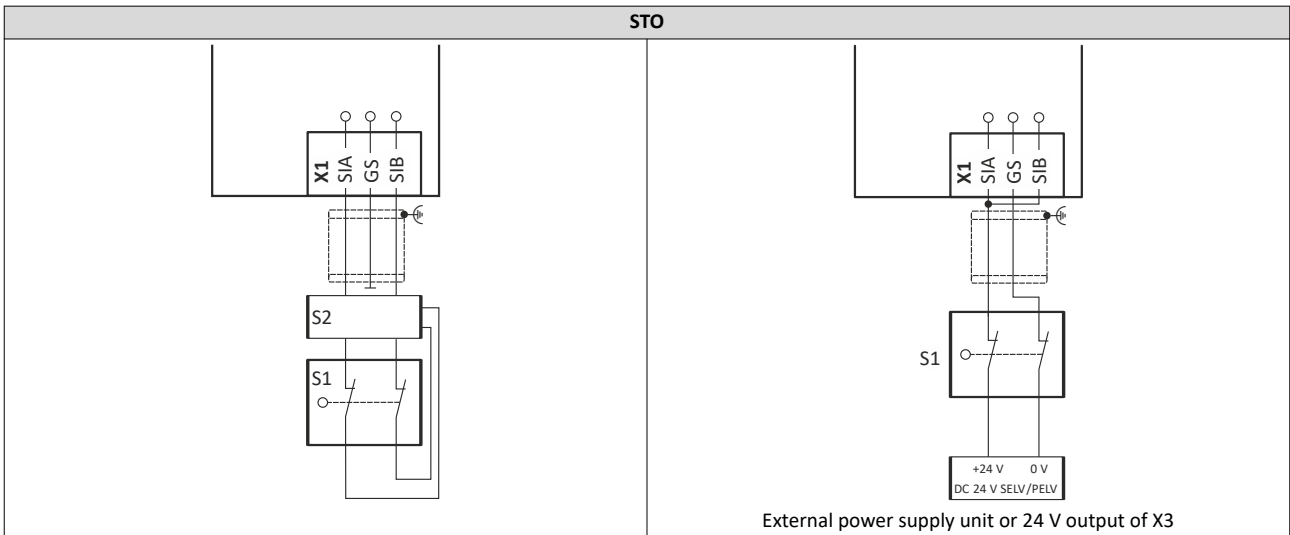 STO
X1
SIA
GS
SIB
S2
S1
X1
SIA
GS
SIB
S1
+24 V 0 V
DC 24 V SELV/PELV
External power supply unit or 24 V output of X3